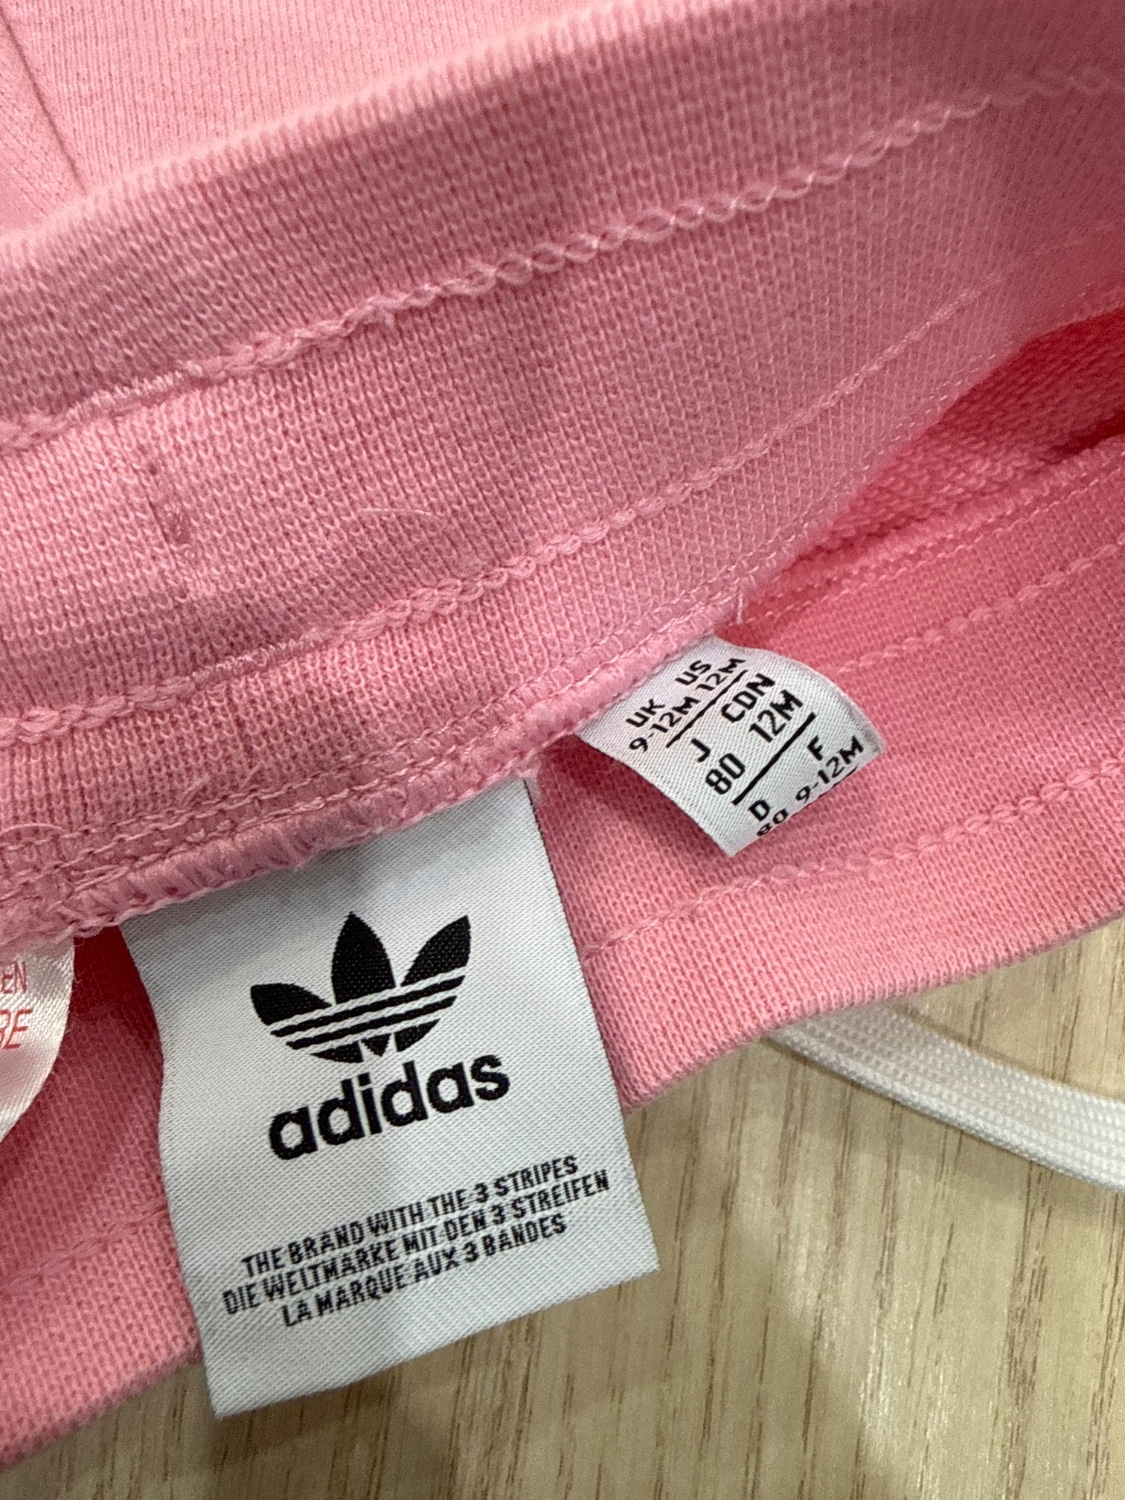 UK US
9-12M 12M
J CDN
80 12M
D F
80 9-12M
adidas
THE BRAND WITH THE 3 STRIPES
DIE WELTMARKE MIT DEN 3 STREIFEN
LA MARQUE AUX 3 BANDES